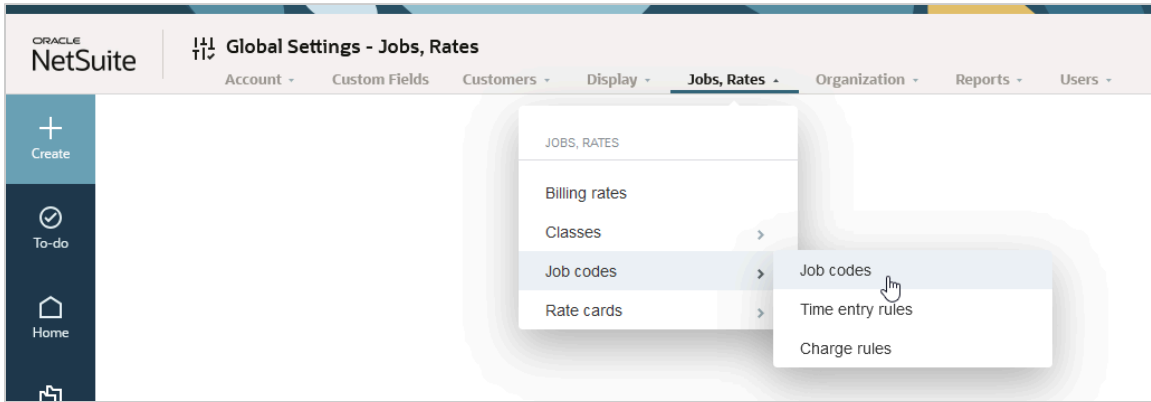 ORACLE
NetSuite
Global Settings - Jobs, Rates
Account Custom Fields Customers Display Jobs, Rates Organization Reports Users
Create
To-do
Home
JOBS, RATES
Billing rates
Classes
Job codes
Rate cards
Job codes
Time entry rules
Charge rules